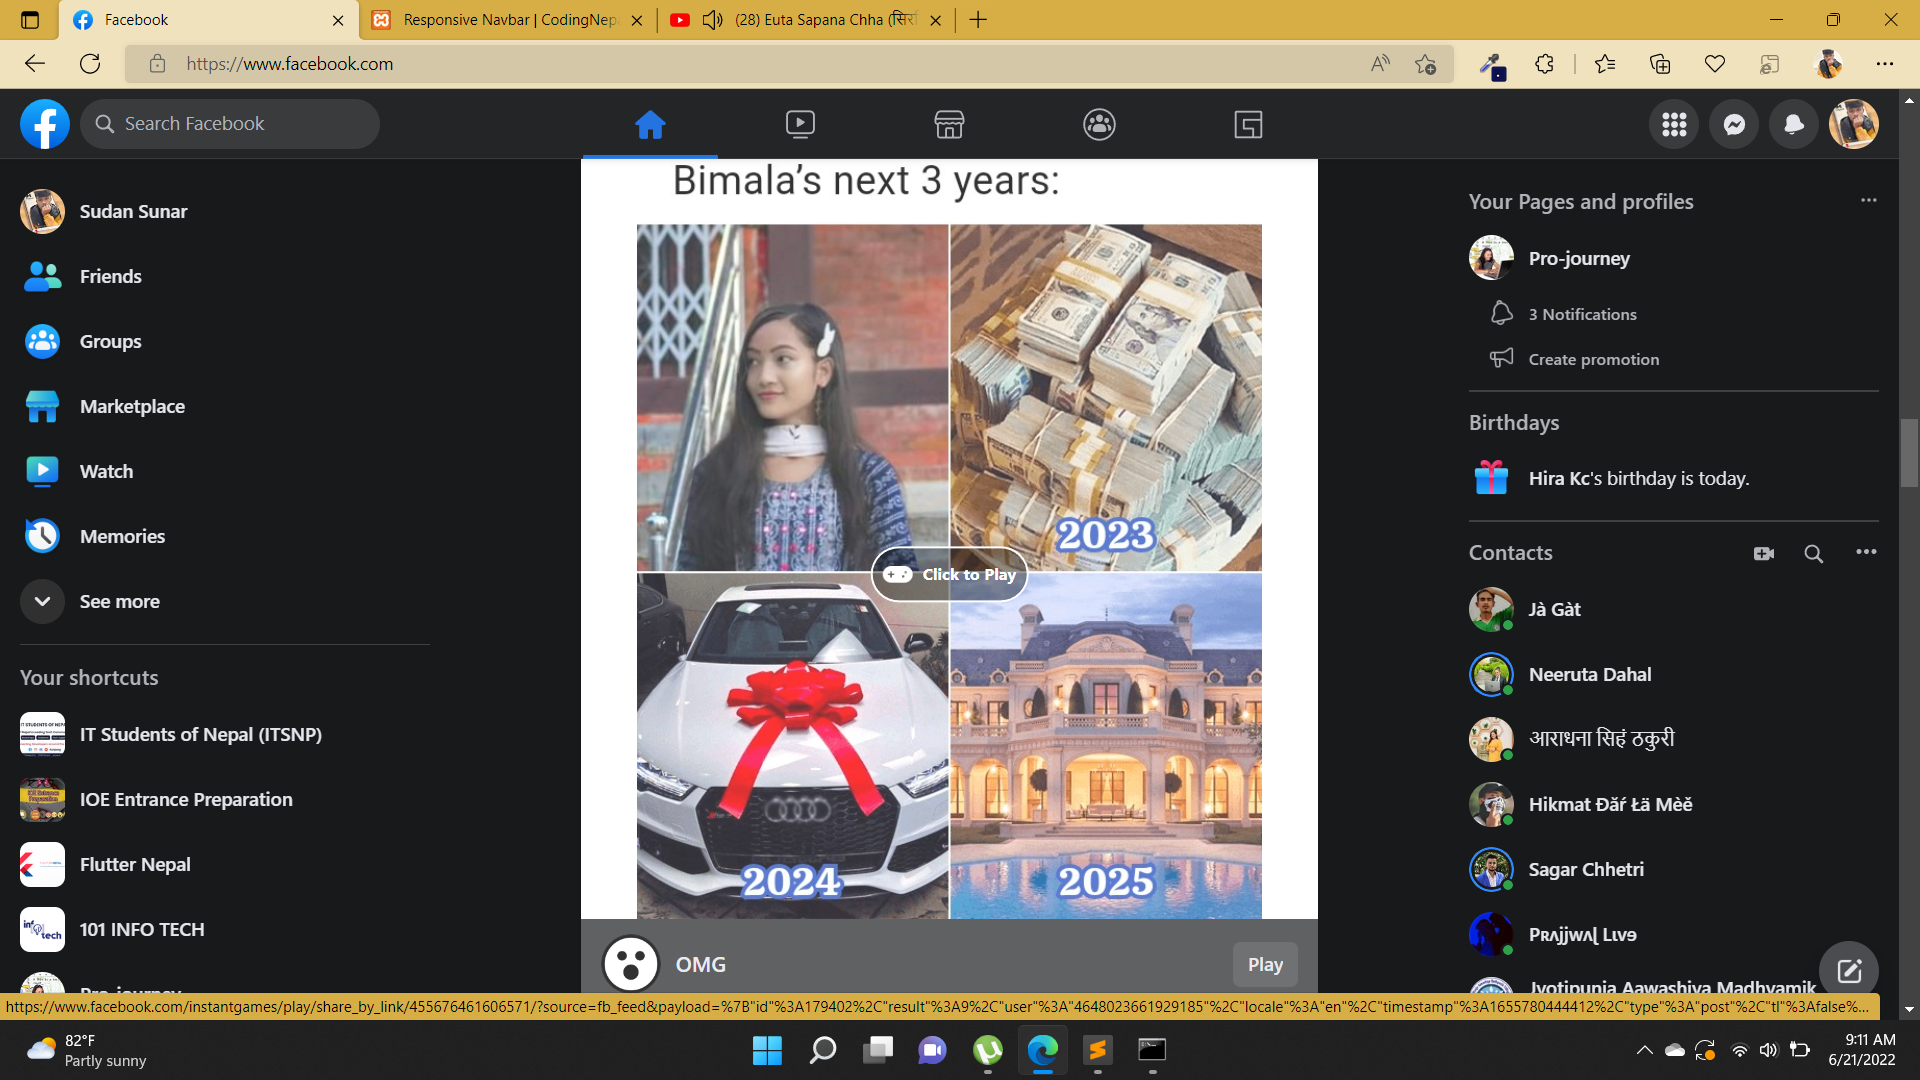 Facebook
Responsive Navbar | CodingNep
(28) Euta Sapana Chha (सिर्फ
https://www.facebook.com
Search Facebook
Sudan Sunar
Friends
Groups
Marketplace
Watch
Memories
See more
Your shortcuts
IT Students of Nepal (ITSNP)
IOE Entrance Preparation
Flutter Nepal
101 INFO TECH
Pro-journey
Bimala’s next 3 years:
2023
Click to Play
2024
2025
OMG
Play
Your Pages and profiles
Pro-journey
3 Notifications
Create promotion
Birthdays
Hira Kc's birthday is today.
Contacts
Jà Gàt
Neeruta Dahal
आराधना सिहं ठकुरी
Hikmat Đăŕ Łä Mèě
Sagar Chhetri
Jyotipunja Aawashiya Madhyamik
https://www.facebook.com/instantgames/play/share_by_link/455676461606571/?source=fb_feed&payload=%7B"id"%3A179402%2C"result"%3A9%2C"user"%3A"4648023661929185"%2C"locale"%3A"en"%2C"timestamp"%3A1655780444412%2C"type"%3A"post"%2C"tl"%3Afalse%...
82°F
Partly sunny
9:11 AM
6/21/2022